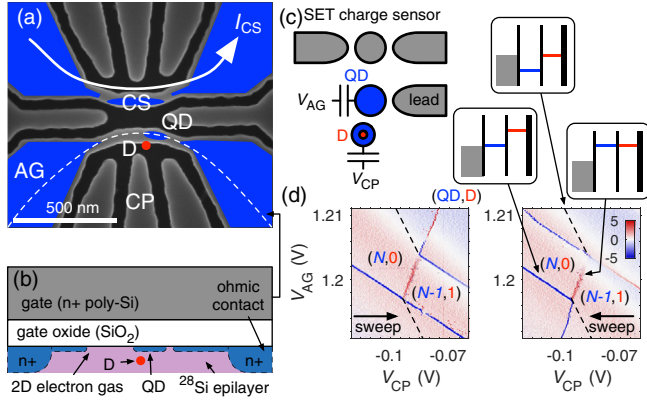 (a)
I_CS
CS
QD
D
AG
CP
500 nm
(b)
gate (n+ poly-Si)
ohmic
contact
gate oxide (SiO2)
n+
n+
D
2D electron gas
QD
28Si epilayer
(c)
SET charge sensor
QD
V_AG
lead
D
V_CP
(d)
(QD,D)
1.21
1.2
V_AG (V)
(N,0)
(N-1,1)
sweep
-0.1
-0.07
V_CP (V)
1.21
1.2
5
0
-5
(N,0)
(N-1,1)
sweep
-0.1
-0.07
V_CP (V)